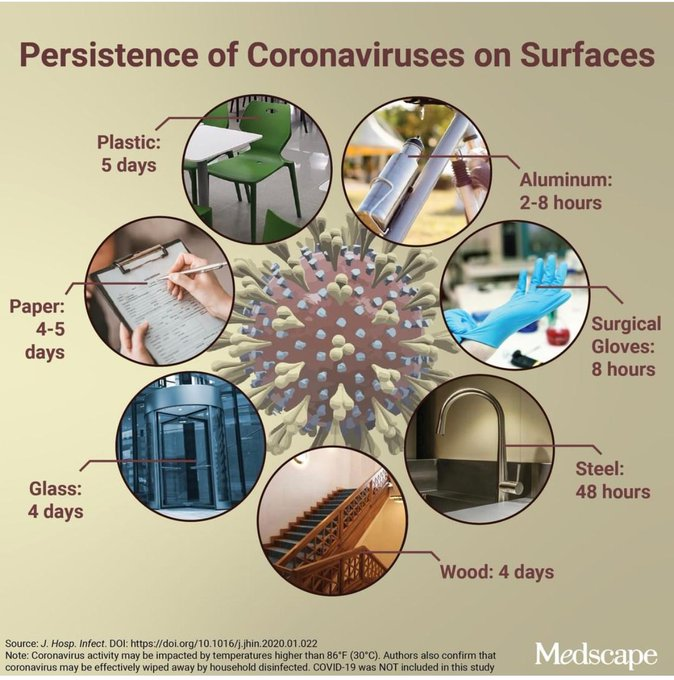 Persistence of Coronaviruses on Surfaces
Plastic:
5 days
Aluminum:
2-8 hours
Paper:
4-5
days
Surgical
Gloves:
8 hours
Glass:
4 days
Steel:
48 hours
Wood: 4 days
Source: J. Hosp. Infect. DOI: https://doi.org/10.1016/j.jhin.2020.01.022
Note: Coronavirus activity may be impacted by temperatures higher than 86°F (30°C). Authors also confirm that
coronavirus may be effectively wiped away by household disinfected. COVID-19 was NOT included in this study
Medscape